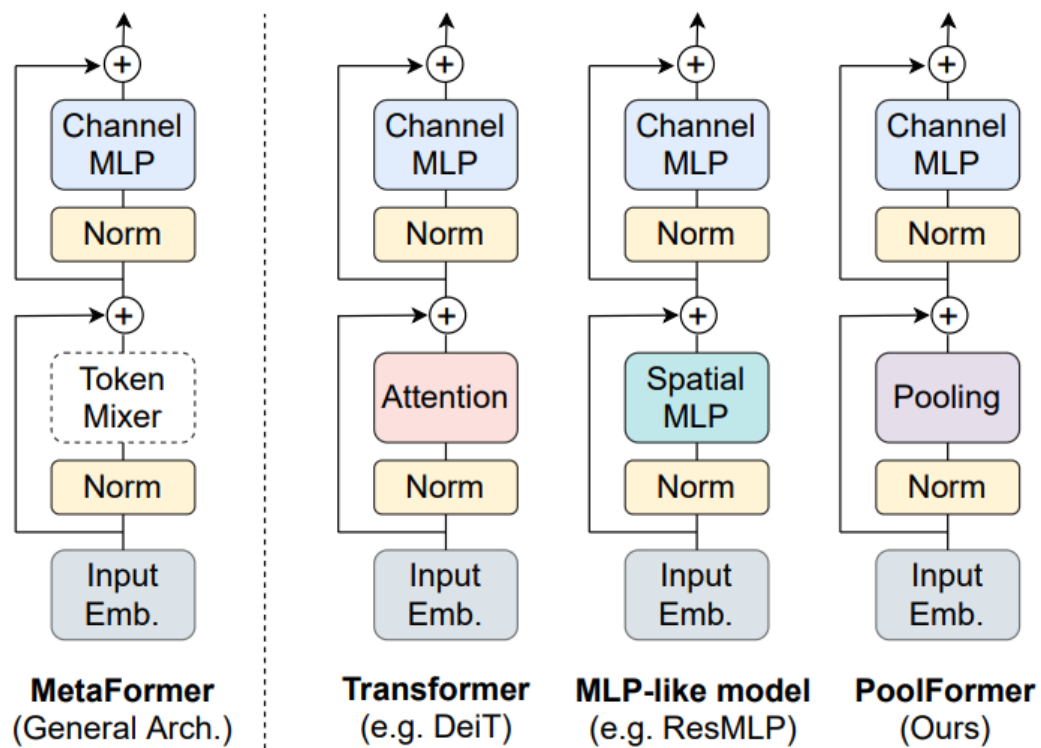 +
Channel
MLP
Norm
+
Token
Mixer
Norm
Input
Emb.
MetaFormer
(General Arch.)
+
Channel
MLP
Norm
+
Attention
Norm
Input
Emb.
Transformer
(e.g. DeiT)
+
Channel
MLP
Norm
+
Spatial
MLP
Norm
Input
Emb.
MLP-like model
(e.g. ResMLP)
+
Channel
MLP
Norm
+
Pooling
Norm
Input
Emb.
PoolFormer
(Ours)